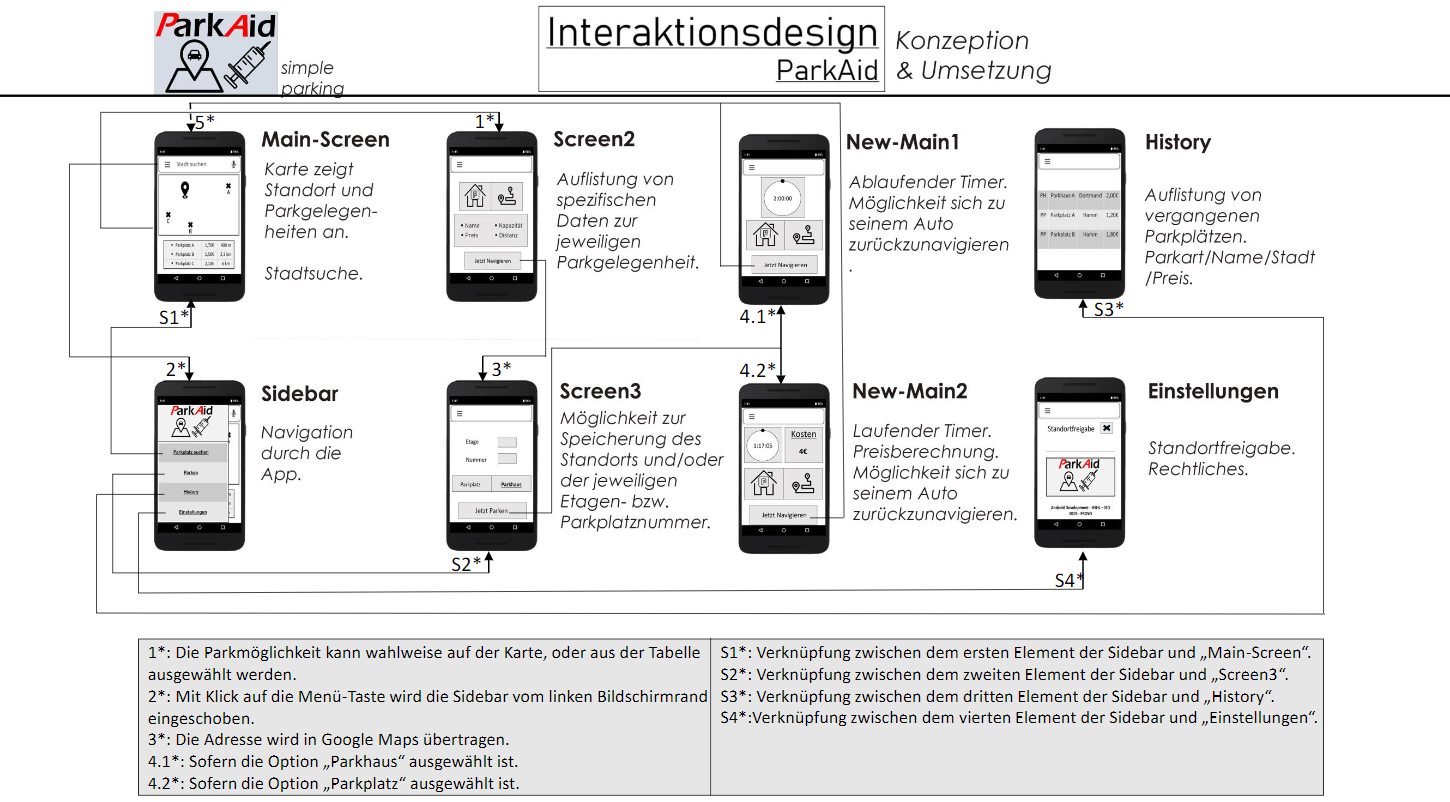 ParkAid
simple
parking
Interaktionsdesign
ParkAid
Konzeption
& Umsetzung
5*
Main-Screen
Karte zeigt
Standort und
Parkgelegen-
heiten an.
Stadtsuche.
Stadt suchen
A
C
B
Parkplatz A 1,70€ 400 m
Parkplatz B 1,50€ 2,3 km
Parkplatz C 2,10€ 6 km
S1*
1*
Screen2
Auflistung von
spezifischen
Daten zur
jeweiligen
Parkgelegenheit.
• Name • Kapazität
• Preis • Distanz
Jetzt Navigieren
New-Main1
Ablaufender Timer.
Möglichkeit sich zu
seinem Auto
zurückzunavigieren
.
2:00:00
Jetzt Navigieren
4.1*
History
Auflistung von
vergangenen
Parkplätzen.
Parkart/Name/Stadt
/Preis.
PH Parkhaus A Dortmund 2,00€
PP Parkplatz A Hamm 1,20€
PP Parkplatz B Hamm 1,80€
S3*
2*
Sidebar
Navigation
durch die
App.
ParkAid
Parkplatz suchen
Parken
History
Einstellungen
3*
Screen3
Möglichkeit zur
Speicherung des
Standorts und/oder
der jeweiligen
Etagen- bzw.
Parkplatznummer.
Etage
Nummer
Parkplatz Parkhaus
Jetzt Parken
S2*
4.2*
New-Main2
Laufender Timer.
Preisberechnung.
Möglichkeit sich zu
seinem Auto
zurückzunavigieren.
1:17:05
Kosten
4€
Jetzt Navigieren
Einstellungen
Standortfreigabe.
Rechtliches.
Standortfreigabe
ParkAid
S4*
1*: Die Parkmöglichkeit kann wahlweise auf der Karte, oder aus der Tabelle
ausgewählt werden.
2*: Mit Klick auf die Menü-Taste wird die Sidebar vom linken Bildschirmrand
eingeschoben.
3*: Die Adresse wird in Google Maps übertragen.
4.1*: Sofern die Option „Parkhaus“ ausgewählt ist.
4.2*: Sofern die Option „Parkplatz“ ausgewählt ist.
S1*: Verknüpfung zwischen dem ersten Element der Sidebar und „Main-Screen“.
S2*: Verknüpfung zwischen dem zweiten Element der Sidebar und „Screen3“.
S3*: Verknüpfung zwischen dem dritten Element der Sidebar und „History“.
S4*:Verknüpfung zwischen dem vierten Element der Sidebar und „Einstellungen“.